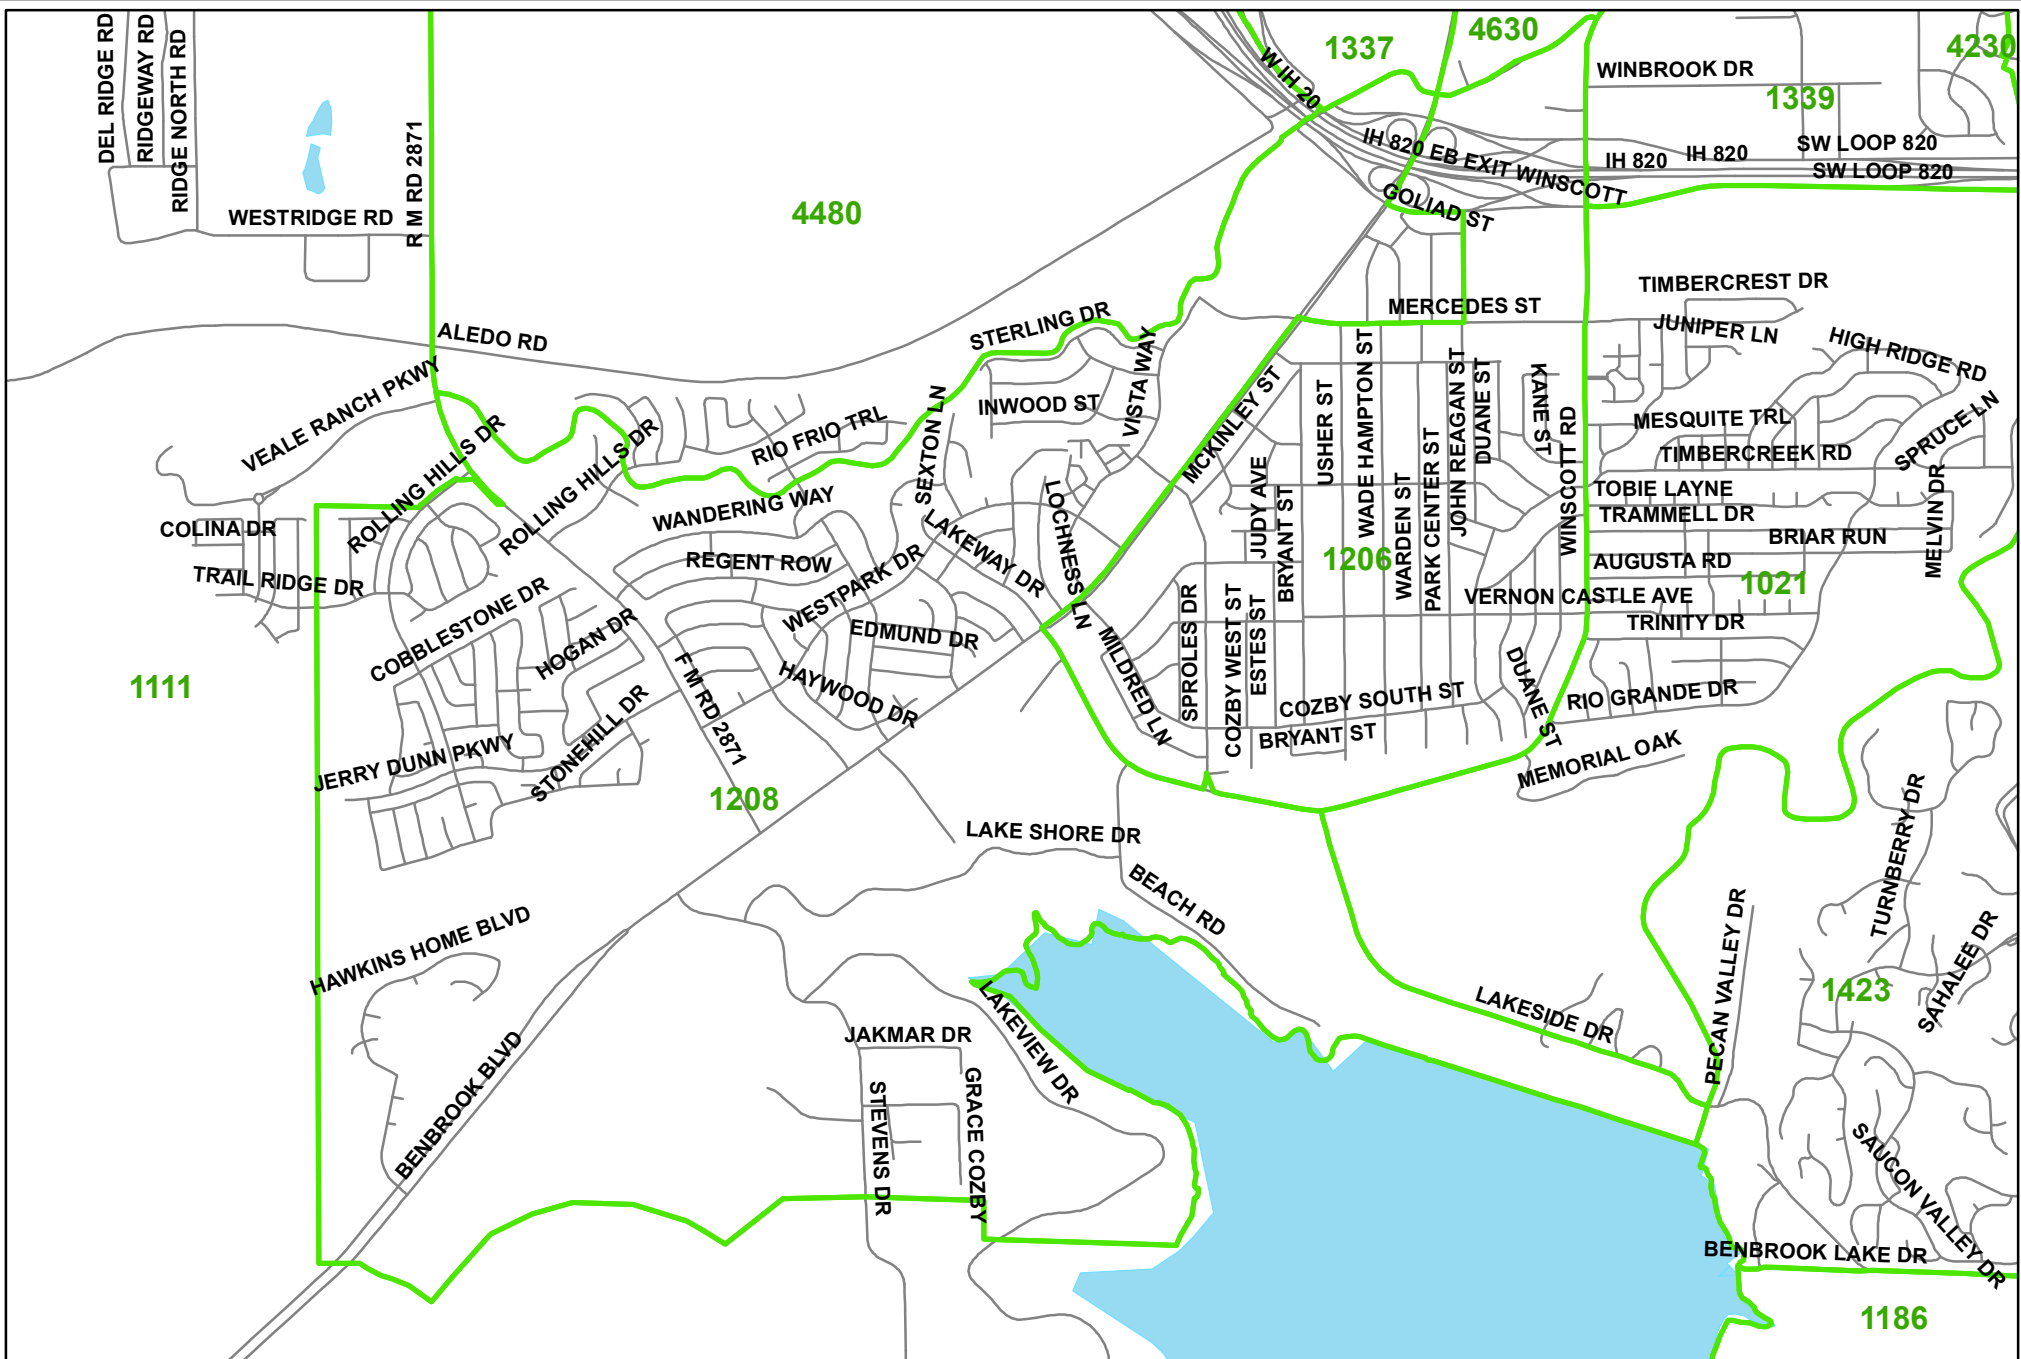 DEL RIDGE RD
RIDGEWAY RD
RIDGE NORTH RD
R M RD 2871
WESTRIDGE RD
4480
1337
4630
4230
W IH 20
WINBROOK DR
1339
IH 820 EB EXIT WINSCOTT
IH 820
IH 820
SW LOOP 820
SW LOOP 820
GOLIAD ST
MERCEDES ST
TIMBERCREST DR
JUNIPER LN
HIGH RIDGE RD
ALEDO RD
STERLING DR
VISTA WAY
VEALE RANCH PKWY
INWOOD ST
SEXTON LN
RIO FRIO TRL
ROLLING HILLS DR
ROLLING HILLS DR
MCKINLEY ST
USHER ST
WADE HAMPTON ST
JOHN REAGAN ST
DUANE ST
KANE ST
WINSCOTT RD
MESQUITE TRL
TIMBERCREEK RD
SPRUCE LN
TOBIE LAYNE
TRAMMELL DR
BRIAR RUN
MELVIN DR
AUGUSTA RD
1021
VERNON CASTLE AVE
TRINITY DR
JUDY AVE
BRYANT ST
WARDEN ST
PARK CENTER ST
1206
COLINA DR
TRAIL RIDGE DR
WANDERING WAY
REGENT ROW
LAKEWAY DR
LOCHNESS LN
WESTPARK DR
EDMUND DR
COBBLESTONE DR
HOGAN DR
HAYWOOD DR
F M RD 2871
STONEHILL DR
JERRY DUNN PKWY
1111
1208
MILDRED LN
SPROLES DR
COZBY WEST ST
ESTES ST
COZBY SOUTH ST
BRYANT ST
DUANE ST
RIO GRANDE DR
MEMORIAL OAK
LAKE SHORE DR
BEACH RD
TURNBERRY DR
HAWKINS HOME BLVD
BENBROOK BLVD
JAKMAR DR
LAKEVIEW DR
STEVENS DR
GRACE COZBY
LAKESIDE DR
PECAN VALLEY DR
1423
SAHALEE DR
SAUCON VALLEY DR
BENBROOK LAKE DR
1186